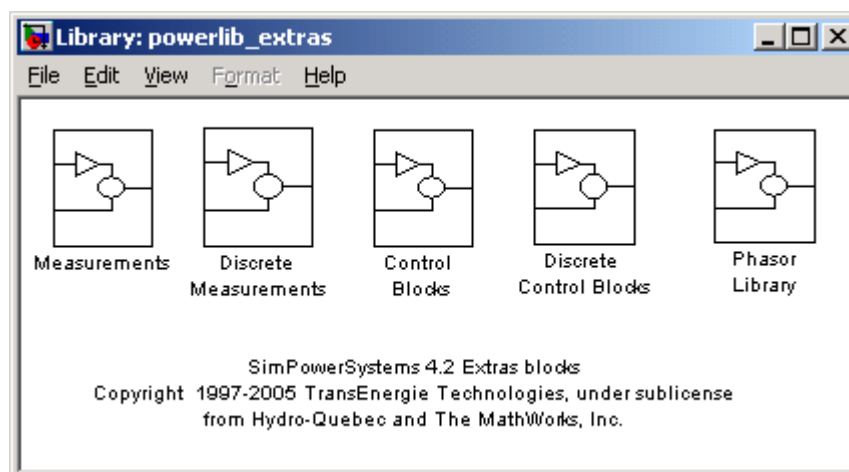 Library: powerlib_extras
File Edit View Format Help
Measurements
Discrete
Measurements
Control
Blocks
Discrete
Control Blocks
Phasor
Library
SimPowerSystems 4.2 Extras blocks
Copyright 1997-2005 TransEnergie Technologies, under sublicense
from Hydro-Quebec and The MathWorks, Inc.